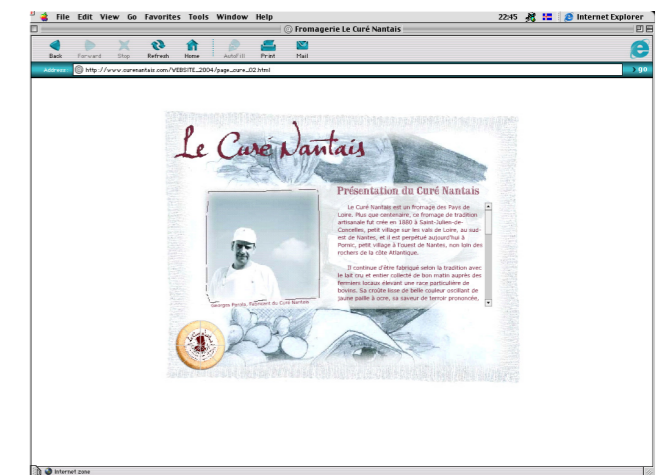 File Edit View Go Favorites Tools Window Help 22:45 Internet Explorer
Fromagerie Le Curé Nantais
Back Forward Stop Refresh Home AutoFill Print Mail
Address: http://www.curenantais.com/WEBSITE_2004/page_cure_02.html go
Le Curé Nantais
Présentation du Curé Nantais
Le Curé Nantais est un fromage des Pays de
Loire. Plus que centenaire, ce fromage de tradition
artisanale fut crée en 1880 à Saint-Julien-de-
Concelles, petit village sur les vals de Loire, au sud-
est de Nantes, et il est perpétué aujourd'hui à
Pornic, petit village à l'ouest de Nantes, non loin des
rochers de la côte Atlantique.
Il continue d'être fabriqué selon la tradition avec
le lait cru et entier collecté de bon matin auprès des
fermiers locaux élevant une race particulière de
bovins. Sa croûte lisse de belle couleur oscillant de
jaune paille à ocre, sa saveur de terroir prononcée,
Georges Parola, Fabricant du Curé Nantais
Internet zone